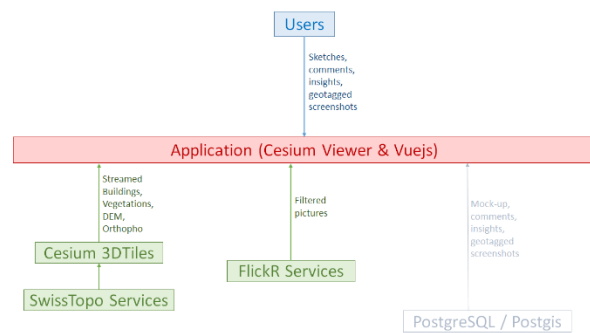 Users
Sketches,
comments,
insights,
geotagged
screenshots
Application (Cesium Viewer & Vuejs)
Streamed
Buildings,
Vegetations,
DEM,
Orthopho
Filtered
pictures
Mock-up,
comments,
insights,
geotagged
screenshots
Cesium 3DTiles
FlickR Services
SwissTopo Services
PostgreSQL / Postgis